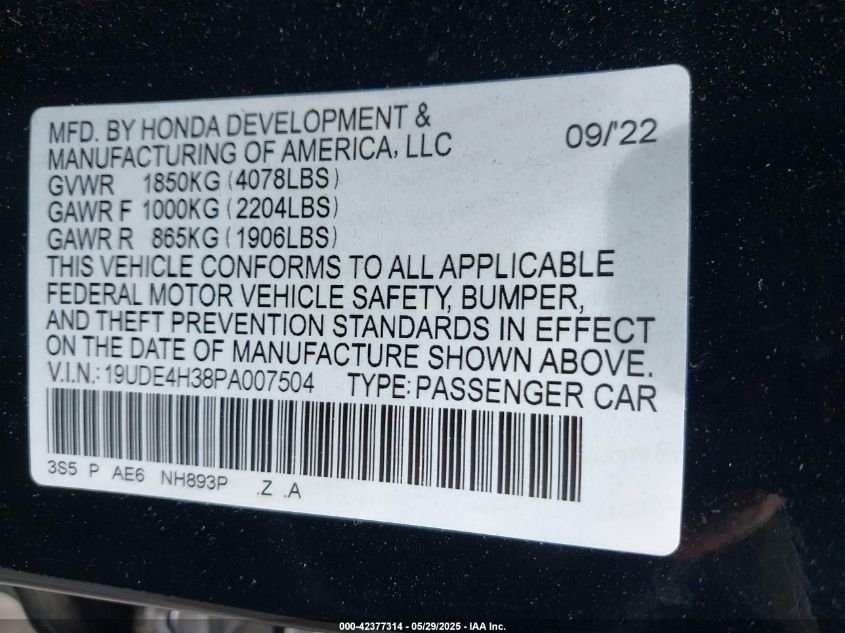 MFD. BY HONDA DEVELOPMENT &
MANUFACTURING OF AMERICA, LLC
09/'22
GVWR 1850KG (4078LBS)
GAWR F 1000KG (2204LBS)
GAWR R 865KG (1906LBS)
THIS VEHICLE CONFORMS TO ALL APPLICABLE
FEDERAL MOTOR VEHICLE SAFETY, BUMPER,
AND THEFT PREVENTION STANDARDS IN EFFECT
ON THE DATE OF MANUFACTURE SHOWN ABOVE.
V.I.N.: 19UDE4H38PA007504 TYPE: PASSENGER CAR
3S5 P AE6 NH893P .Z .A
000-42377314 - 05/29/2025 - IAA Inc.